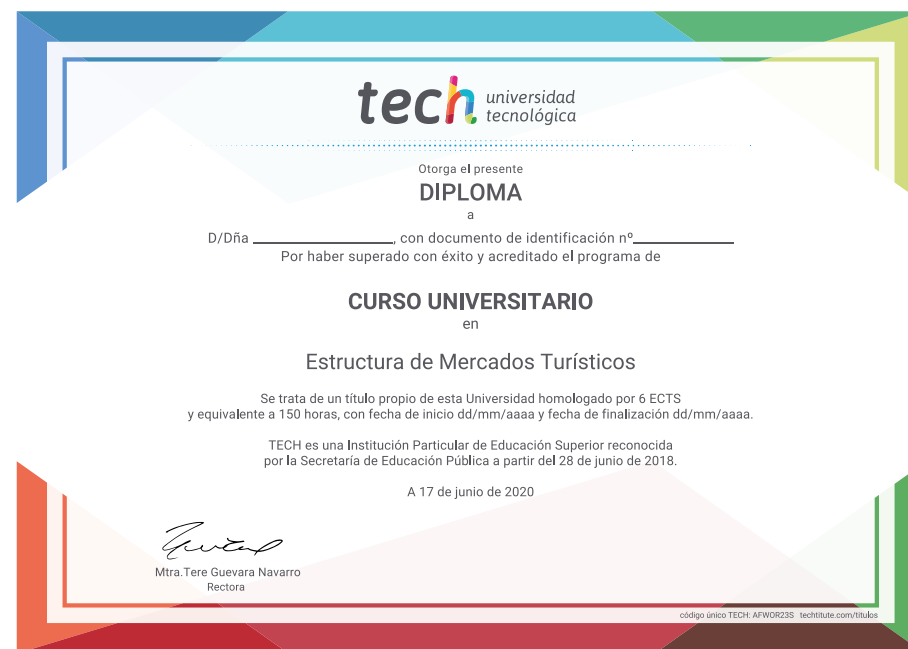 tech universidad
tecnológica
Otorga el presente
DIPLOMA
a
D/Dña ____________________, con documento de identificación nº______________
Por haber superado con éxito y acreditado el programa de
CURSO UNIVERSITARIO
en
Estructura de Mercados Turísticos
Se trata de un título propio de esta Universidad homologado por 6 ECTS
y equivalente a 150 horas, con fecha de inicio dd/mm/aaaa y fecha de finalización dd/mm/aaaa.
TECH es una Institución Particular de Educación Superior reconocida
por la Secretaría de Educación Pública a partir del 28 de junio de 2018.
A 17 de junio de 2020
Mtra.Tere Guevara Navarro
Rectora
código único TECH: AFWOR23S techtitute.com/titulos